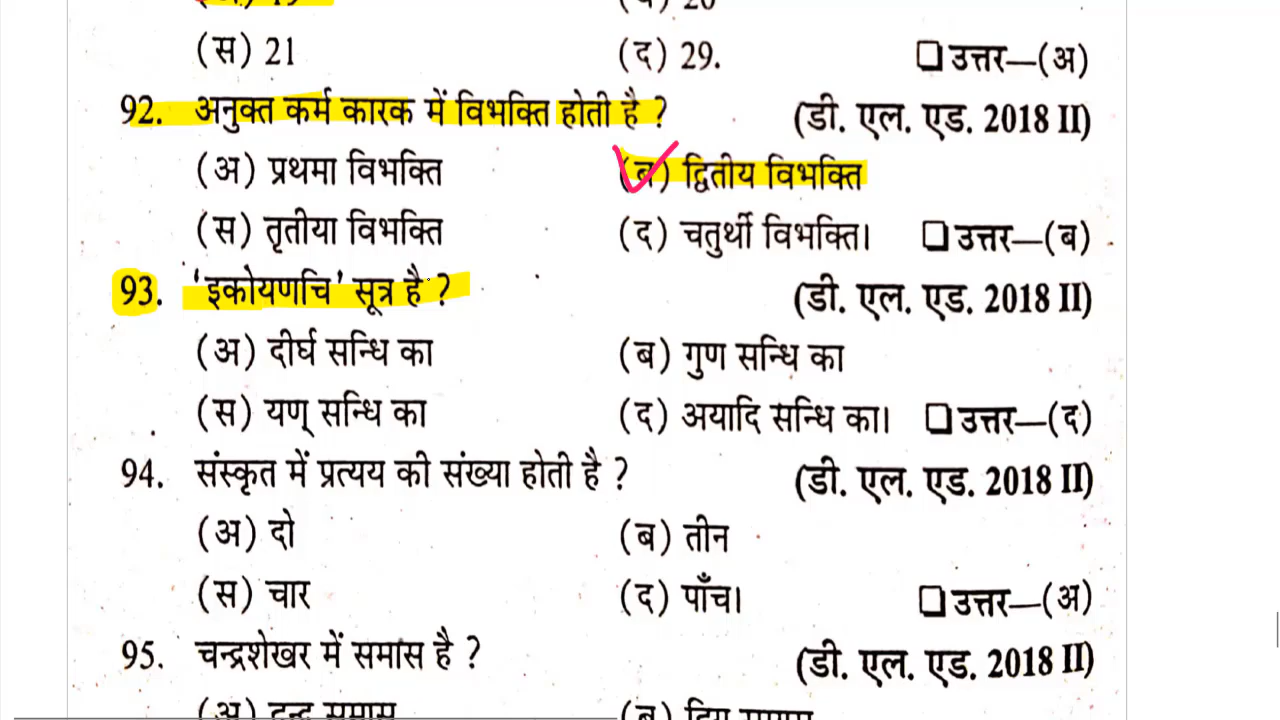 (स) 21 (द) 29. ❑ उत्तर—(अ)
92. अनुक्त कर्म कारक में विभक्ति होती है ? (डी. एल. एड. 2018 II)
(अ) प्रथमा विभक्ति (ब) द्वितीय विभक्ति
(स) तृतीया विभक्ति (द) चतुर्थी विभक्ति। ❑ उत्तर—(ब)
93. 'इकोयणचि' सूत्र है ? (डी. एल. एड. 2018 II)
(अ) दीर्घ सन्धि का (ब) गुण सन्धि का
(स) यण् सन्धि का (द) अयादि सन्धि का। ❑ उत्तर—(द)
94. संस्कृत में प्रत्यय की संख्या होती है ? (डी. एल. एड. 2018 II)
(अ) दो (ब) तीन
(स) चार (द) पाँच। ❑ उत्तर—(अ)
95. चन्द्रशेखर में समास है ? (डी. एल. एड. 2018 II)